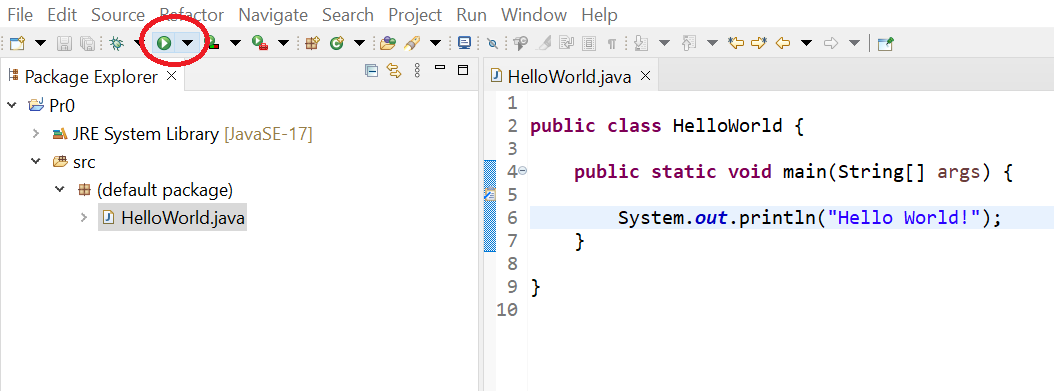 File Edit Source Refactor Navigate Search Project Run Window Help
Package Explorer
Pr0
JRE System Library [JavaSE-17]
src
(default package)
HelloWorld.java
HelloWorld.java
1
2 public class HelloWorld {
3
4 public static void main(String[] args) {
5
6 System.out.println("Hello World!");
7 }
8
9 }
10